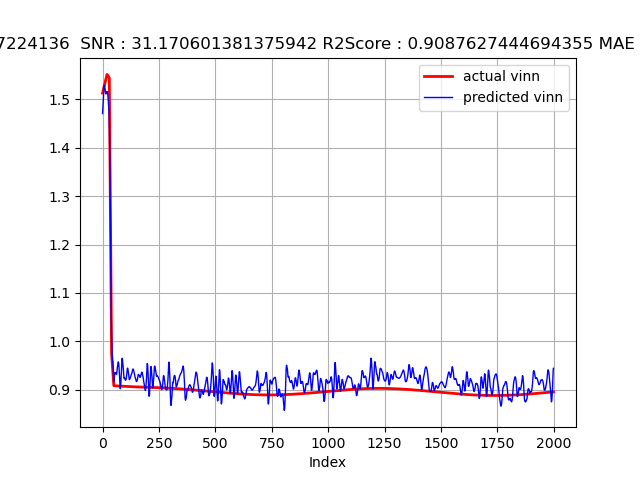 7224136 SNR : 31.170601381375942 R2Score : 0.9087627444694355 MAE
actual vinn
predicted vinn
1.5
1.4
1.3
1.2
1.1
1.0
0.9
0 250 500 750 1000 1250 1500 1750 2000
Index